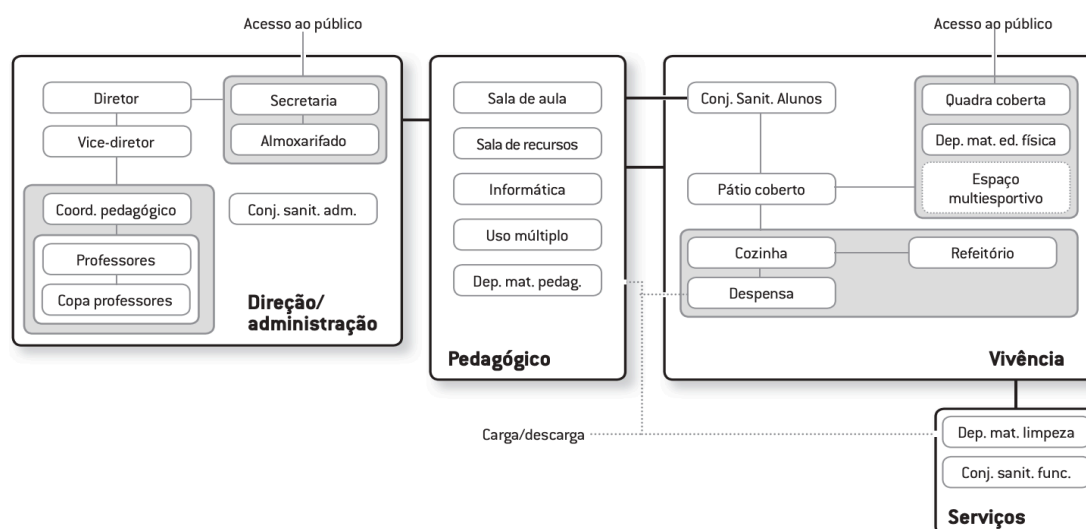 Acesso ao público
Diretor
Secretaria
Vice-diretor
Almoxarifado
Coord. pedagógico
Conj. sanit. adm.
Professores
Copa professores
Direção/
administração
Sala de aula
Sala de recursos
Informática
Uso múltiplo
Dep. mat. pedag.
Pedagógico
Acesso ao público
Conj. Sanit. Alunos
Quadra coberta
Dep. mat. ed. física
Espaço
multiesportivo
Pátio coberto
Cozinha
Refeitório
Despensa
Vivência
Carga/descarga
Dep. mat. limpeza
Conj. sanit. func.
Serviços